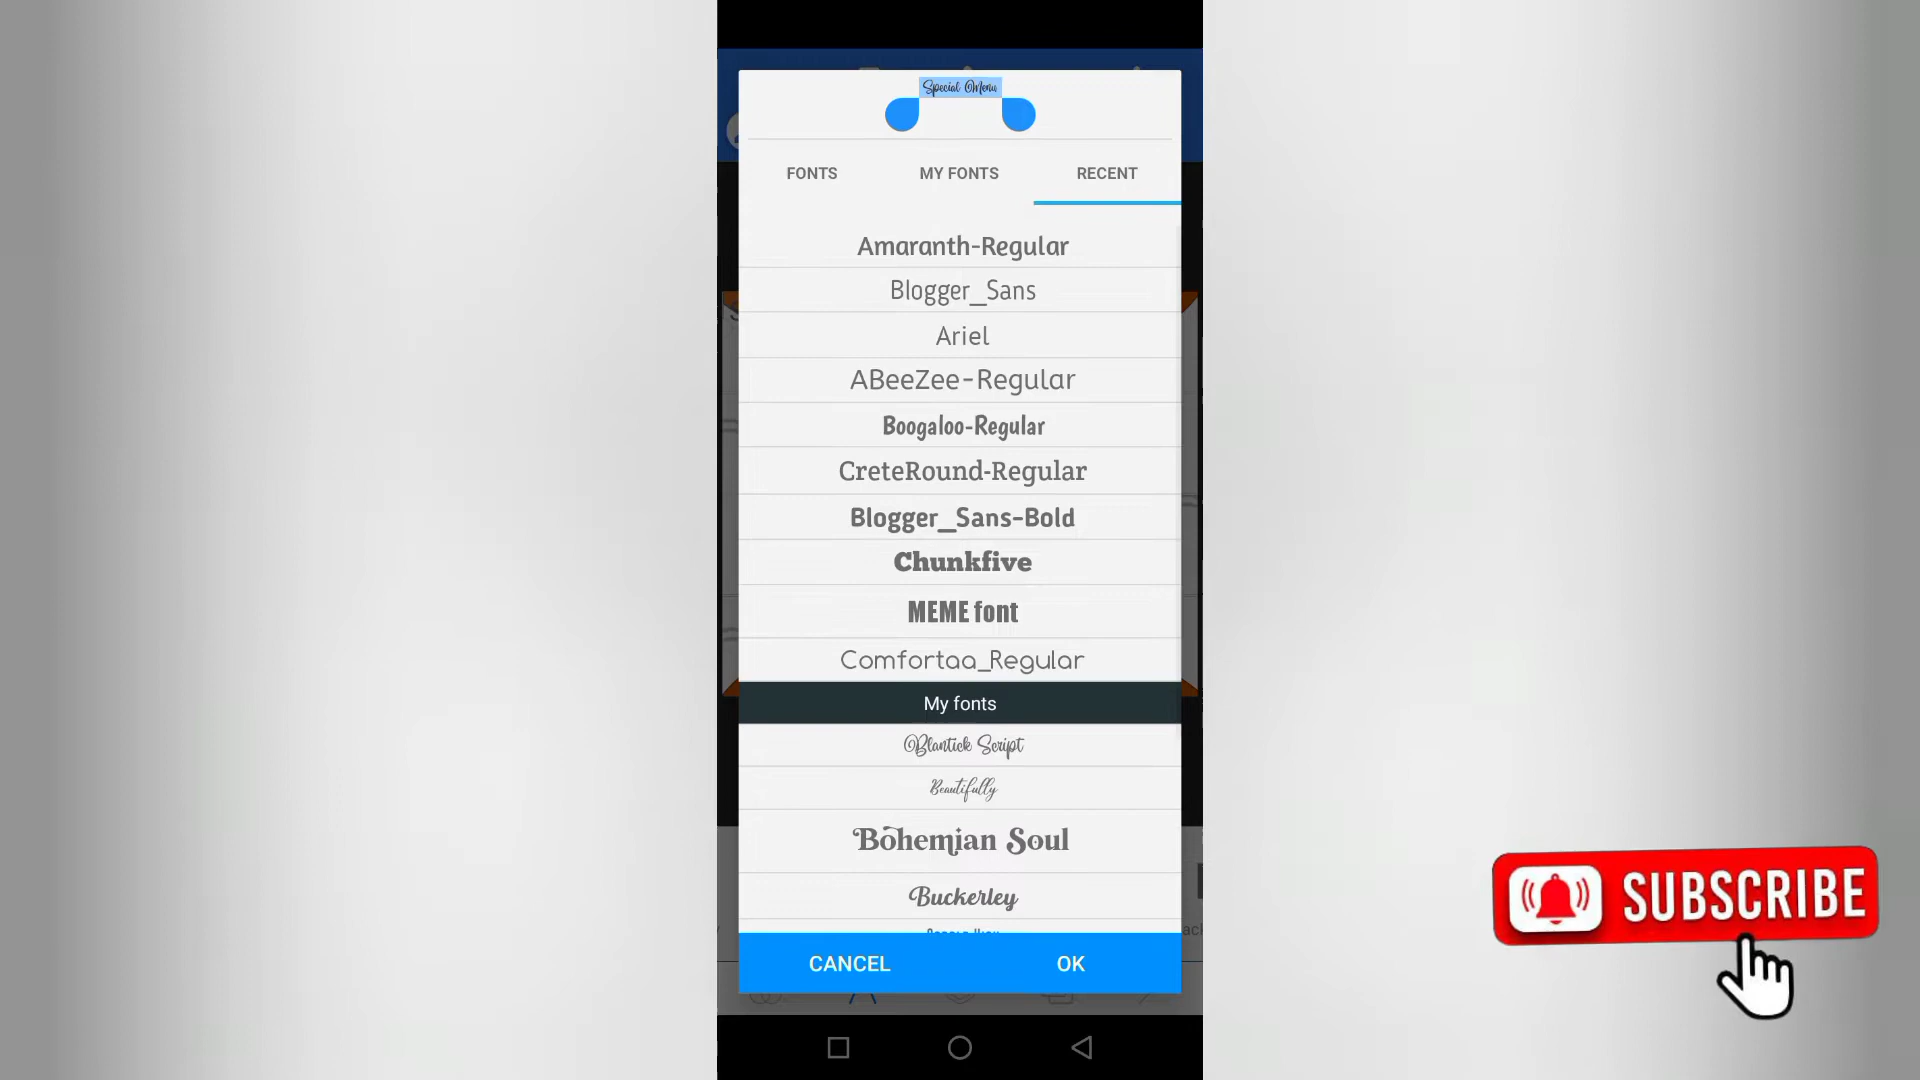 Special Menu
FONTS
MY FONTS
RECENT
Amaranth-Regular
Blogger_Sans
Ariel
ABeeZee-Regular
Boogaloo-Regular
CreteRound-Regular
Blogger_Sans-Bold
Chunkfive
MEME font
Comfortaa_Regular
My fonts
Blantick Script
Beautifully
Bohemian Soul
Buckerley
CANCEL
OK
SUBSCRIBE